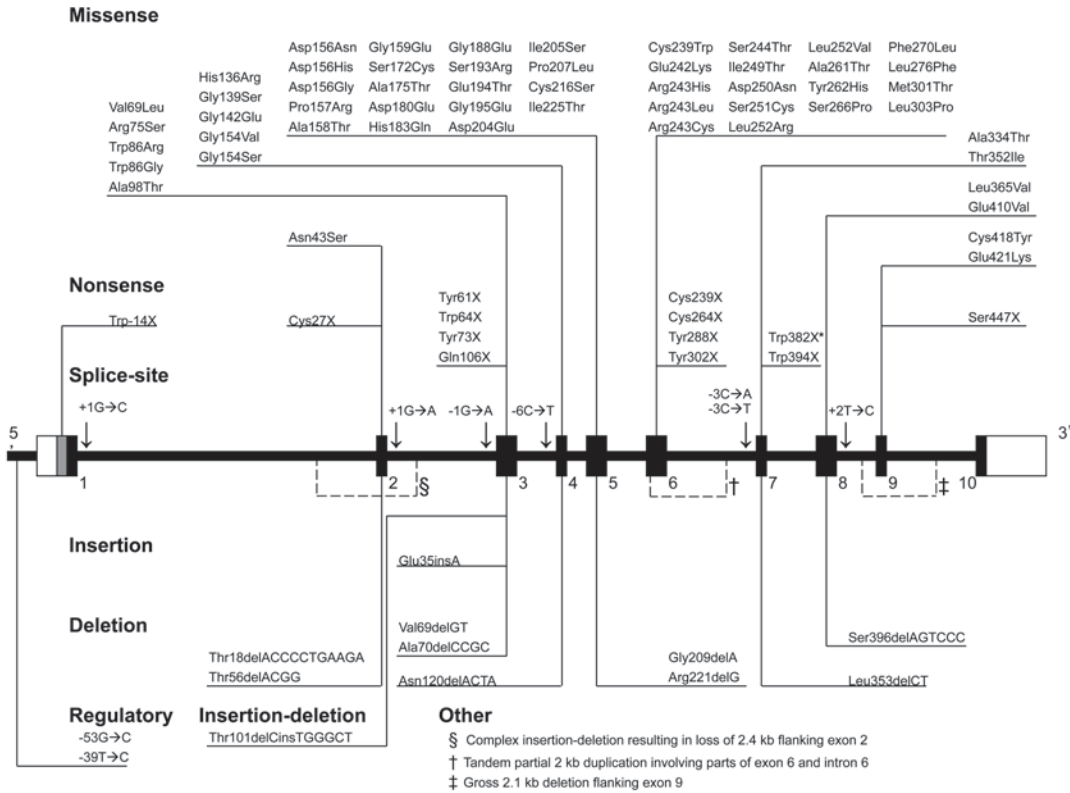 Missense
Asp156Asn Gly159Glu Gly188Glu Ile205Ser
Asp156His Ser172Cys Ser193Arg Pro207Leu
Asp156Gly Ala175Thr Glu194Thr Cys216Ser
Pro157Arg Asp180Glu Gly195Glu Ile225Thr
Ala158Thr His183Gln Asp204Glu
Cys239Trp Ser244Thr Leu252Val Phe270Leu
Glu242Lys Ile249Thr Ala261Thr Leu276Phe
Arg243His Asp250Asn Tyr262His Met301Thr
Arg243Leu Ser251Cys Ser266Pro Leu303Pro
Arg243Cys Leu252Arg
His136Arg
Gly139Ser
Gly142Glu
Gly154Val
Gly154Ser
Val69Leu
Arg75Ser
Trp86Arg
Trp86Gly
Ala98Thr
Ala334Thr
Thr352Ile
Leu365Val
Glu410Val
Asn43Ser
Cys418Tyr
Glu421Lys
Nonsense
Trp-14X
Cys27X
Tyr61X
Trp64X
Tyr73X
Gln106X
Cys239X
Cys264X
Tyr288X
Tyr302X
Trp382X*
Trp394X
Ser447X
Splice-site
+1G→C
+1G→A
-1G→A
-6C→T
-3C→A
-3C→T
+2T→C
5'
3'
1 2 § 3 4 5 6 † 7 8 9 ‡ 10
Insertion
Glu35insA
Deletion
Val69delGT
Ala70delCCGC
Ser396delAGTCCC
Thr18delACCCCTGAAGA
Thr56delACGG
Asn120delACTA
Gly209delA
Arg221delG
Leu353delCT
Regulatory
-53G→C
-39T→C
Insertion-deletion
Thr101delCinsTGGGCT
Other
§ Complex insertion-deletion resulting in loss of 2.4 kb flanking exon 2
† Tandem partial 2 kb duplication involving parts of exon 6 and intron 6
‡ Gross 2.1 kb deletion flanking exon 9